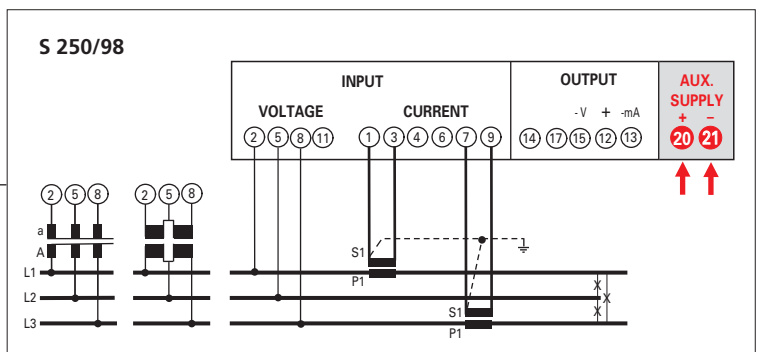 S 250/98
INPUT
OUTPUT
AUX. SUPPLY
VOLTAGE
CURRENT
- V + -mA
+ –
2 5 8 11
1 3 4 6 7 9
14 17 15 12 13
20 21
2 5 8
2 5 8
a
A
S1
P1
L1
L2
L3
S1
P1
X
X
X